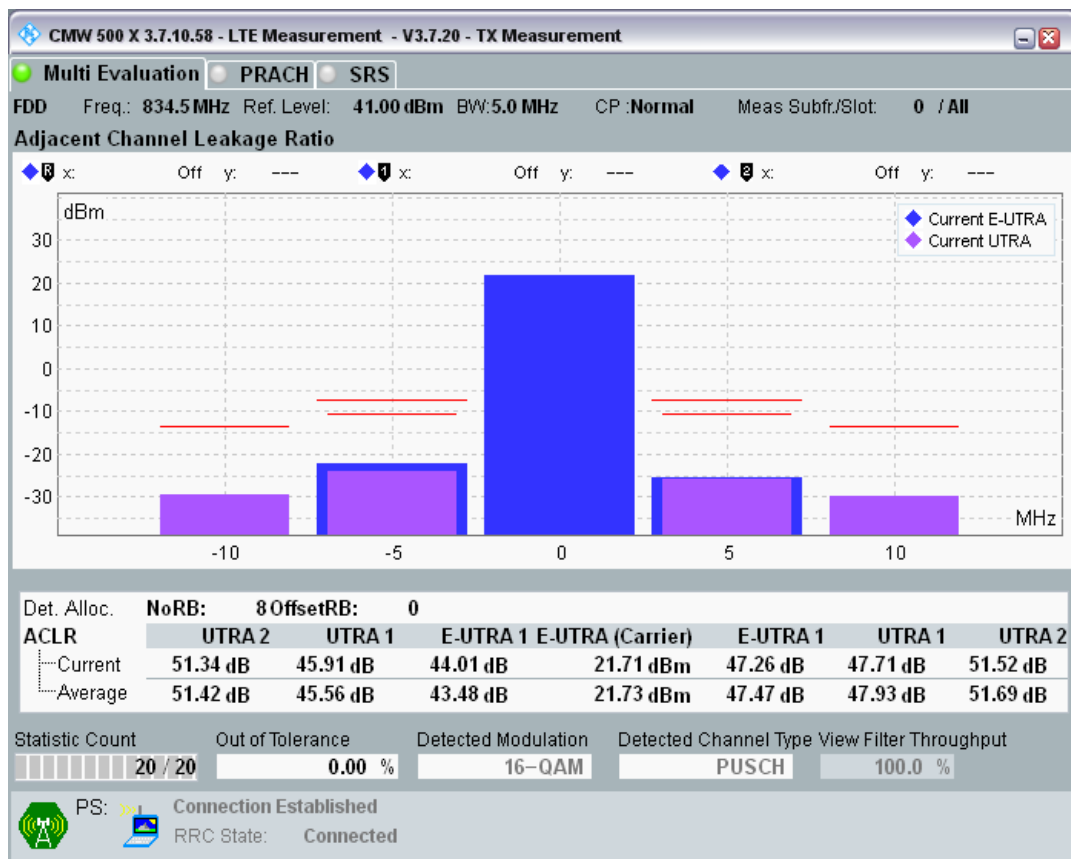 CMW 500 X 3.7.10.58 - LTE Measurement - V3.7.20 - TX Measurement
Multi Evaluation PRACH SRS
FDD Freq.: 834.5 MHz Ref. Level: 41.00 dBm BW:5.0 MHz CP :Normal Meas Subfr./Slot: 0 / All
Adjacent Channel Leakage Ratio
R x: Off y: --- 1 x: Off y: --- 2 x: Off y: ---
dBm
Current E-UTRA
Current UTRA
30
20
10
0
-10
-20
-30
MHz
-10 -5 0 5 10
Det. Alloc. NoRB: 8 OffsetRB: 0
ACLR UTRA 2 UTRA 1 E-UTRA 1 E-UTRA (Carrier) E-UTRA 1 UTRA 1 UTRA 2
Current 51.34 dB 45.91 dB 44.01 dB 21.71 dBm 47.26 dB 47.71 dB 51.52 dB
Average 51.42 dB 45.56 dB 43.48 dB 21.73 dBm 47.47 dB 47.93 dB 51.69 dB
Statistic Count Out of Tolerance Detected Modulation Detected Channel Type View Filter Throughput
20 / 20 0.00 % 16-QAM PUSCH 100.0 %
PS: Connection Established
RRC State: Connected